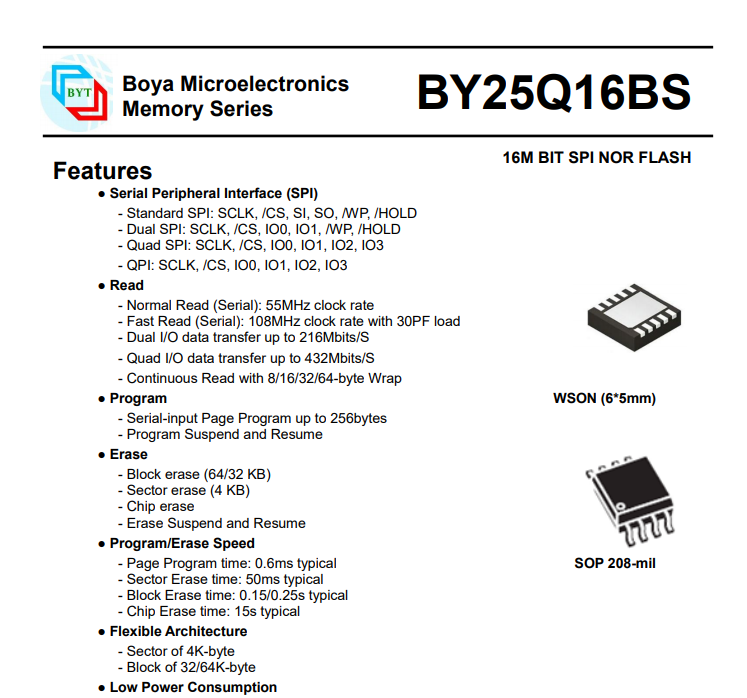 BYT
Boya Microelectronics
Memory Series
BY25Q16BS
16M BIT SPI NOR FLASH
Features
● Serial Peripheral Interface (SPI)
- Standard SPI: SCLK, /CS, SI, SO, /WP, /HOLD
- Dual SPI: SCLK, /CS, IO0, IO1, /WP, /HOLD
- Quad SPI: SCLK, /CS, IO0, IO1, IO2, IO3
- QPI: SCLK, /CS, IO0, IO1, IO2, IO3
● Read
- Normal Read (Serial): 55MHz clock rate
- Fast Read (Serial): 108MHz clock rate with 30PF load
- Dual I/O data transfer up to 216Mbits/S
- Quad I/O data transfer up to 432Mbits/S
- Continuous Read with 8/16/32/64-byte Wrap
● Program
- Serial-input Page Program up to 256bytes
- Program Suspend and Resume
● Erase
- Block erase (64/32 KB)
- Sector erase (4 KB)
- Chip erase
- Erase Suspend and Resume
● Program/Erase Speed
- Page Program time: 0.6ms typical
- Sector Erase time: 50ms typical
- Block Erase time: 0.15/0.25s typical
- Chip Erase time: 15s typical
● Flexible Architecture
- Sector of 4K-byte
- Block of 32/64K-byte
● Low Power Consumption
WSON (6*5mm)
SOP 208-mil